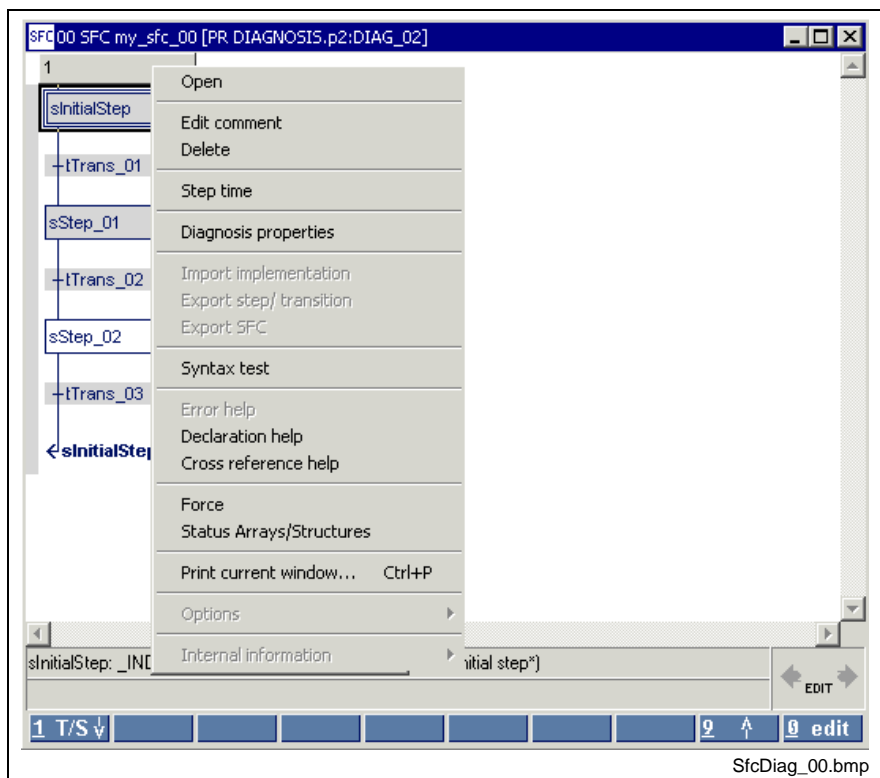 SFC 00 SFC my_sfc_00 [PR DIAGNOSIS.p2:DIAG_02]
1
sInitialStep
tTrans_01
sStep_01
tTrans_02
sStep_02
tTrans_03
sInitialStep
Open
Edit comment
Delete
Step time
Diagnosis properties
Import implementation
Export step/ transition
Export SFC
Syntax test
Error help
Declaration help
Cross reference help
Force
Status Arrays/Structures
Print current window... Ctrl+P
Options
Internal information
sInitialStep: _IND itial step*)
EDIT
1 T/S 9 0 edit
SfcDiag_00.bmp